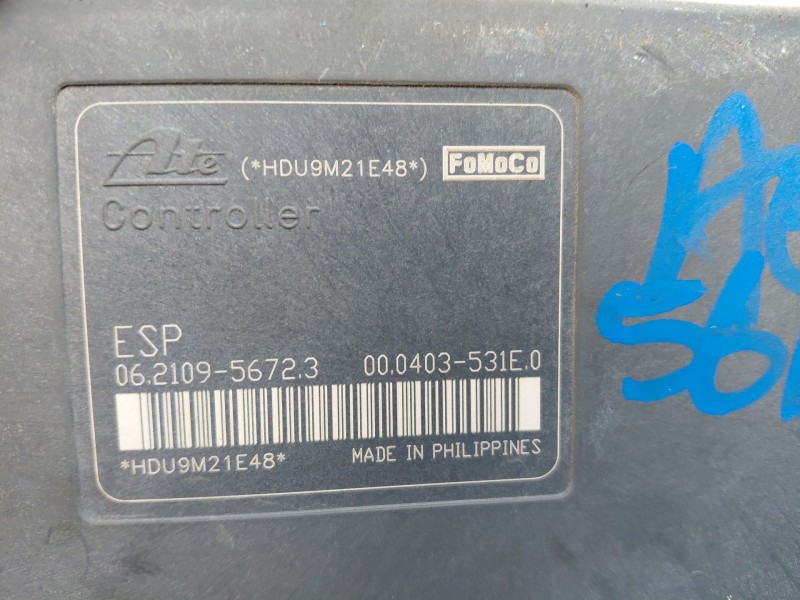 Ate (*HDU9M21E48*) FoMoCo
Controller
ESP
06.2109-5672.3 00.0403-531E.0
*HDU9M21E48* MADE IN PHILIPPINES